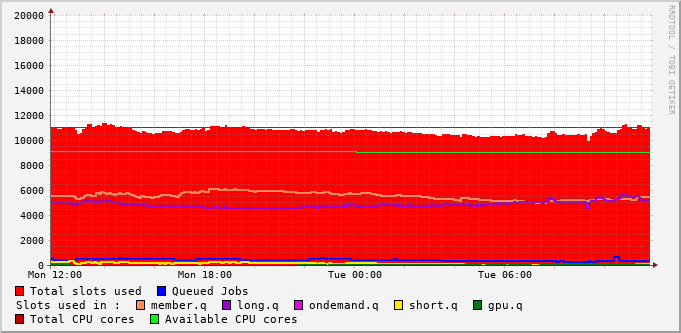 RRDTOOL / TOBI OETIKER
20000
18000
16000
14000
12000
10000
8000
6000
4000
2000
0
Mon 12:00 Mon 18:00 Tue 00:00 Tue 06:00
Total slots used Queued Jobs
Slots used in : member.q long.q ondemand.q short.q gpu.q
Total CPU cores Available CPU cores